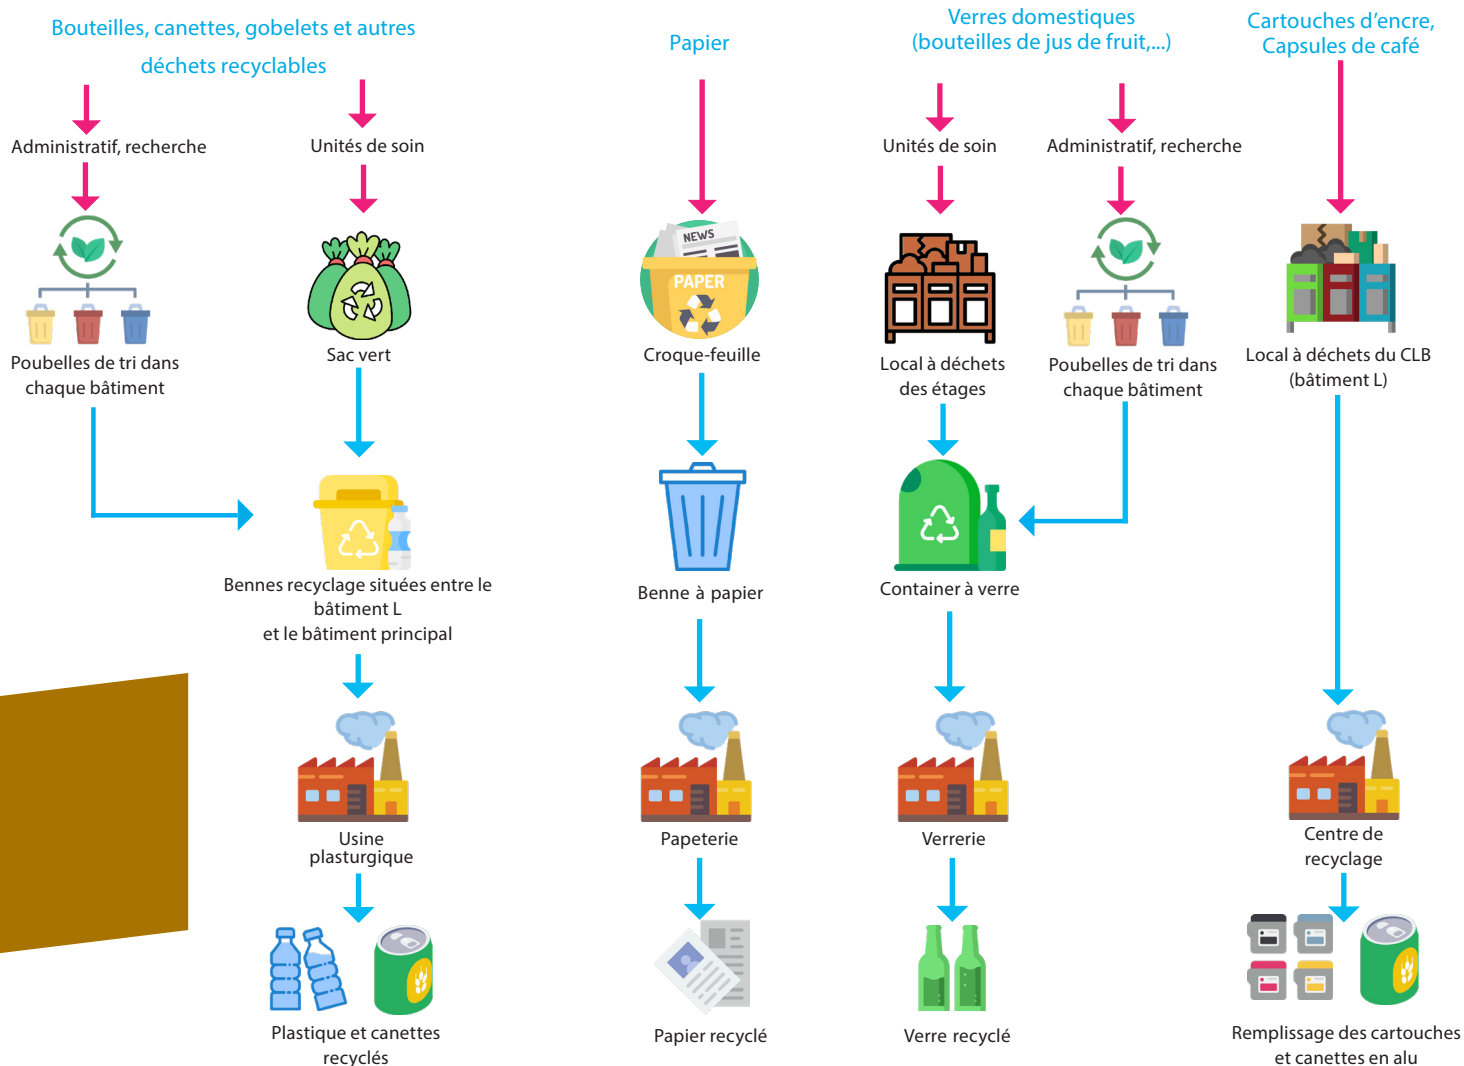 Bouteilles, canettes, gobelets et autres
déchets recyclables
Administratif, recherche
Unités de soin
Poubelles de tri dans
chaque bâtiment
Sac vert
Bennes recyclage situées entre le
bâtiment L
et le bâtiment principal
Usine
plasturgique
Plastique et canettes
recyclés
Papier
NEWS
PAPER
Croque-feuille
Benne à papier
Papeterie
Papier recyclé
Verres domestiques
(bouteilles de jus de fruit,...)
Unités de soin
Administratif, recherche
Local à déchets
des étages
Poubelles de tri dans
chaque bâtiment
Container à verre
Verrerie
Verre recyclé
Cartouches d'encre,
Capsules de café
Local à déchets du CLB
(bâtiment L)
Centre de
recyclage
Remplissage des cartouches
et canettes en alu